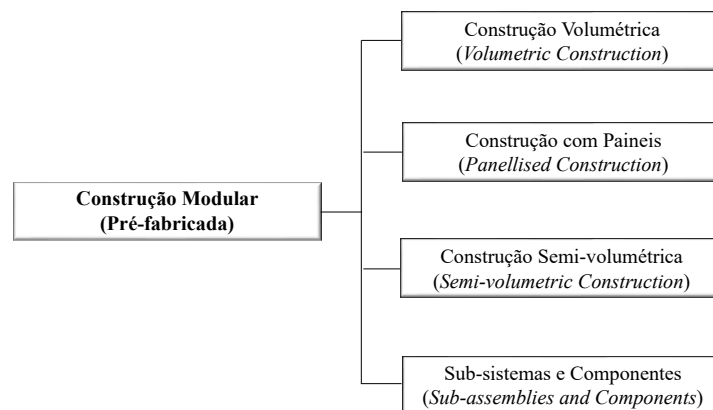 Construção Volumétrica
(Volumetric Construction)
Construção com Paineis
(Panellised Construction)
Construção Modular
(Pré-fabricada)
Construção Semi-volumétrica
(Semi-volumetric Construction)
Sub-sistemas e Componentes
(Sub-assemblies and Components)